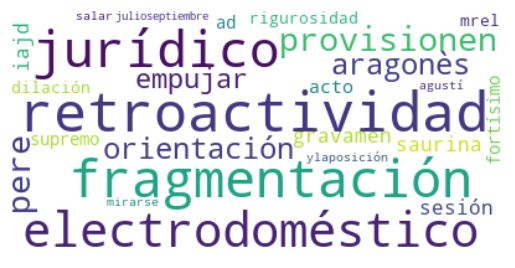 salar julioseptiembre ad rigurosidad mrel
iajd jurídico provisionen
dilación empujar aragonès
acto agustí fortísimo
retroactividad
supremo orientación gravamen saurina
pere ylaposición
fragmentación
mirarse sesión
electrodoméstico